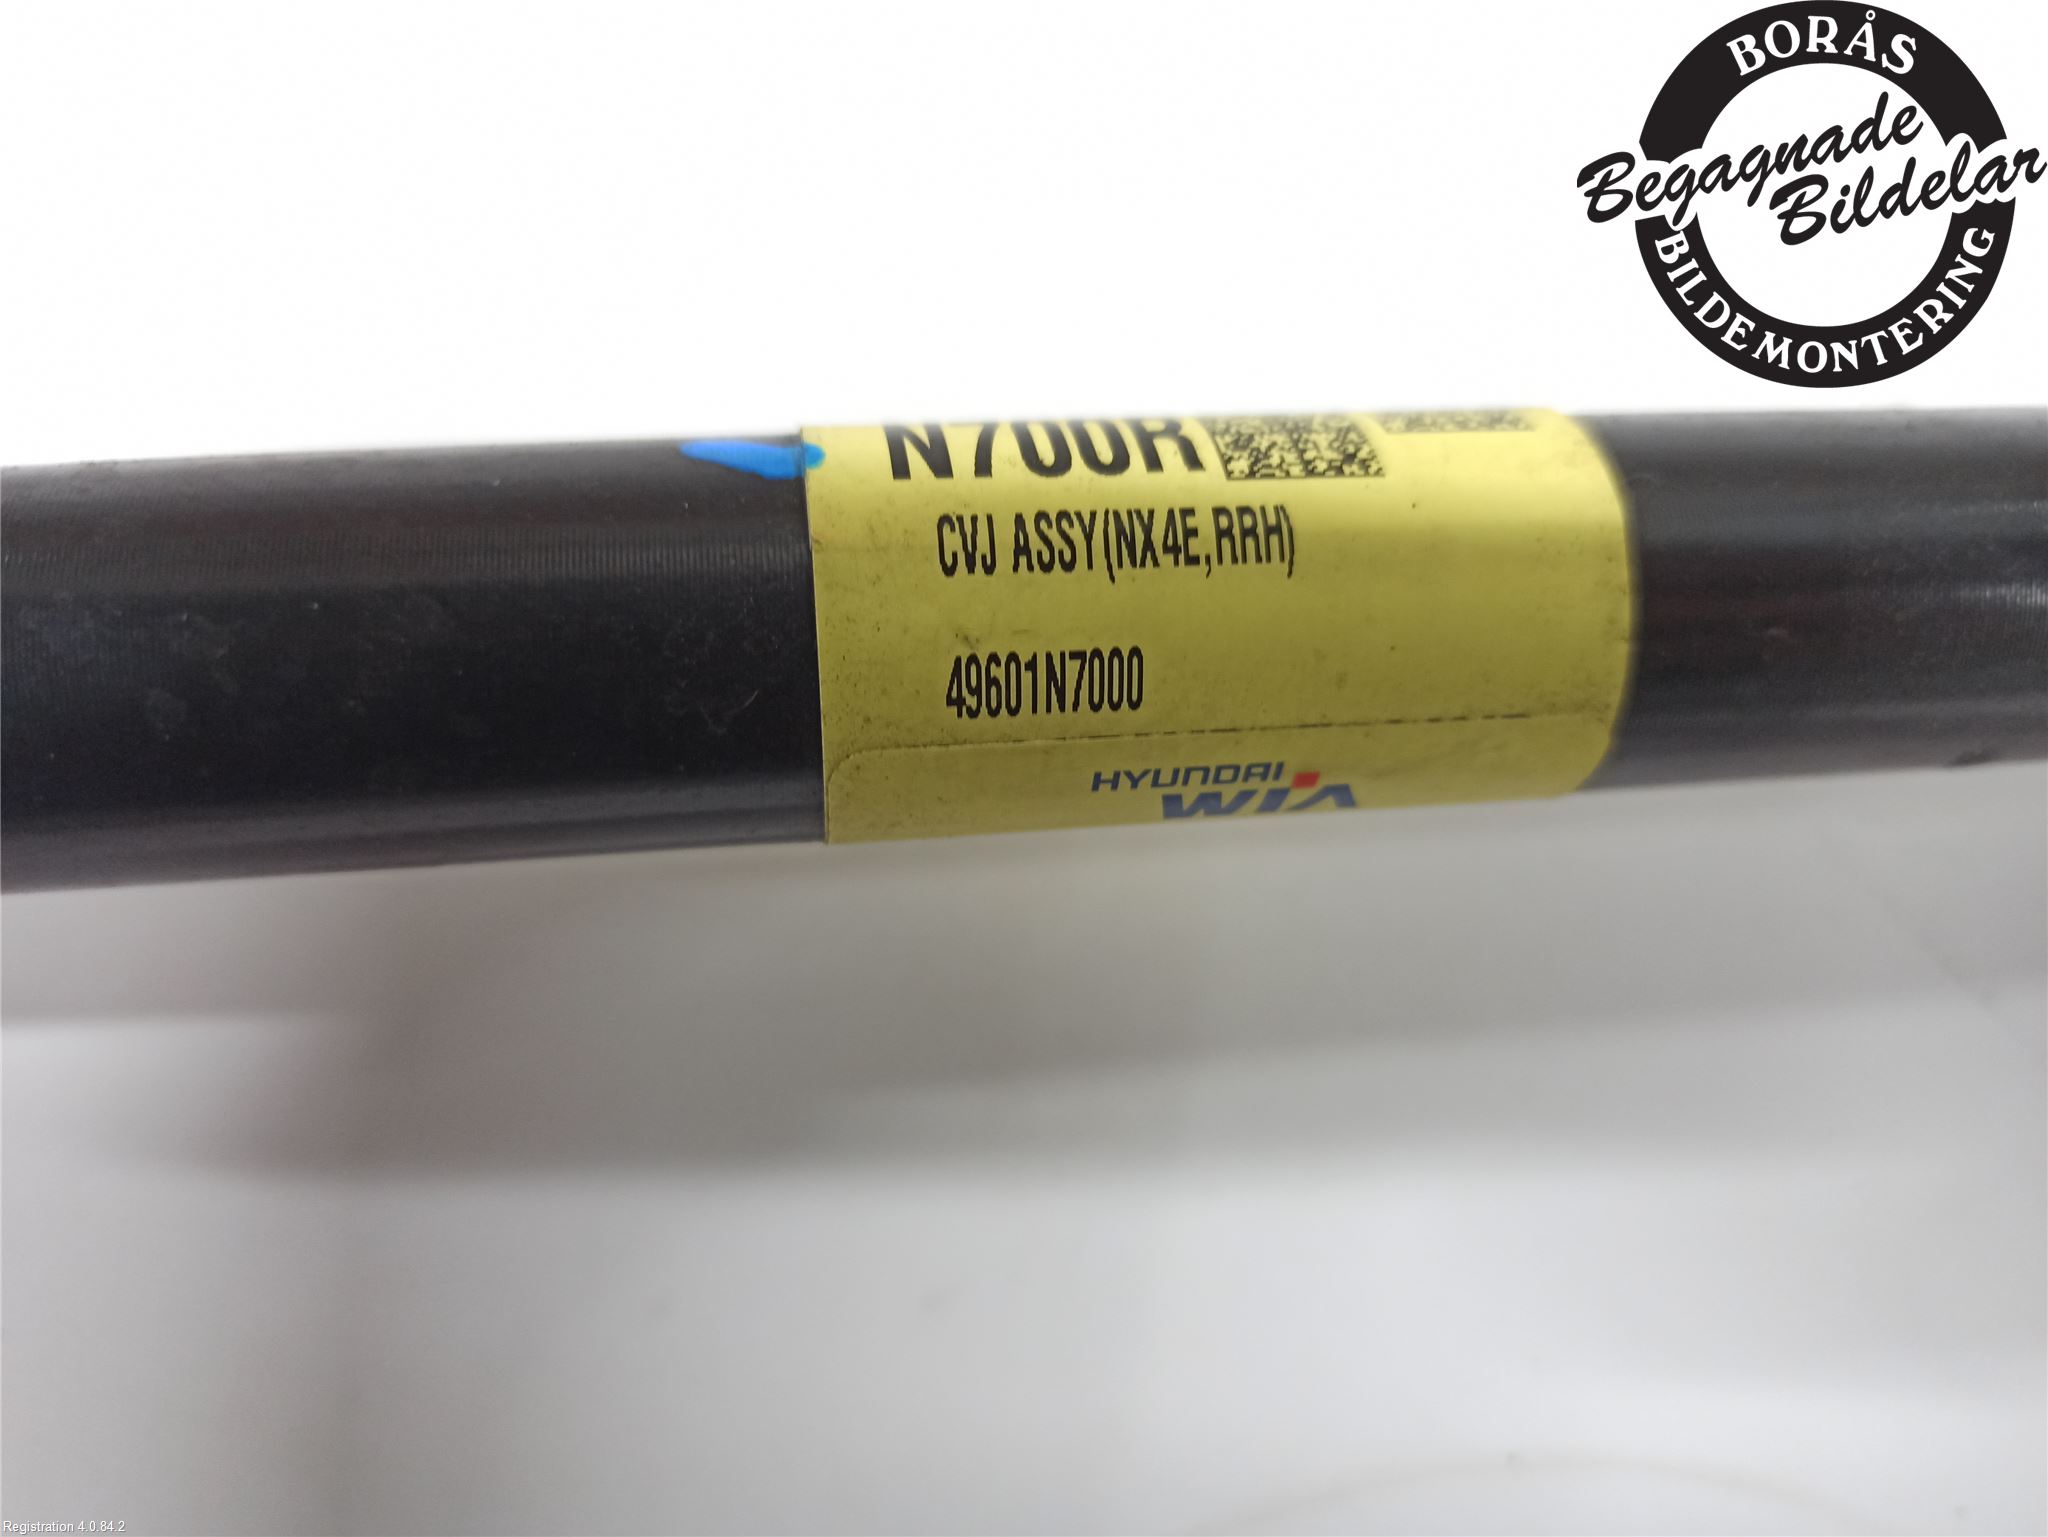 BORÅS
Begagnade
Bildelar
BILDEMONTERING
N700R
CVJ ASSY(NX4E,RRH)
49601N7000
HYUNDAI
WIA
Registration 4.0.84.2